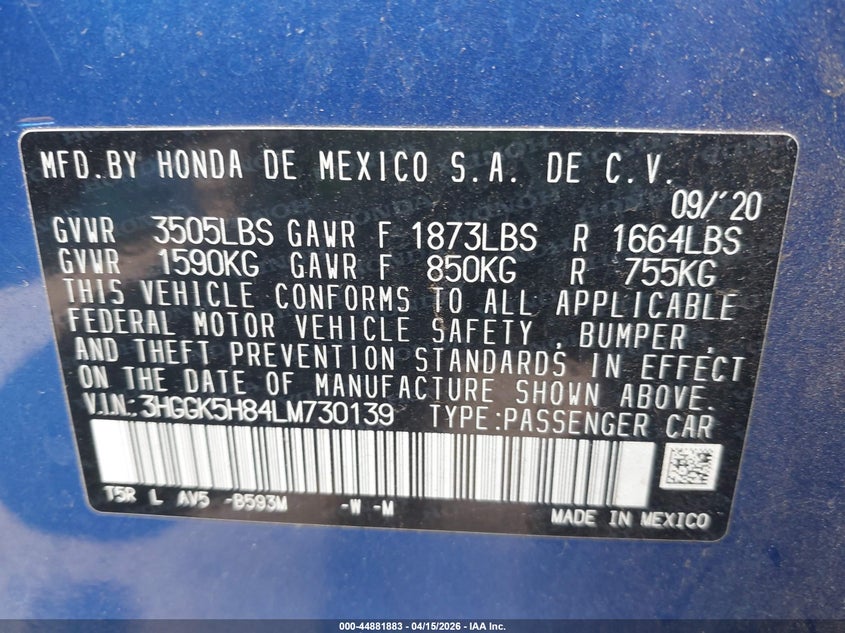 MFD.BY HONDA DE MEXICO S.A. DE C.V.
09/'20
GVWR 3505LBS GAWR F 1873LBS R 1664LBS
GVWR 1590KG GAWR F 850KG R 755KG
THIS VEHICLE CONFORMS TO ALL APPLICABLE
FEDERAL MOTOR VEHICLE SAFETY , BUMPER ,
AND THEFT PREVENTION STANDARDS IN EFFECT
ON THE DATE OF MANUFACTURE SHOWN ABOVE.
V.I.N.: 3HGGK5H84LM730139 TYPE:PASSENGER CAR
T5R L AV5 -B593M -W -M
MADE IN MEXICO
000-44881883 - 04/15/2026 - IAA Inc.